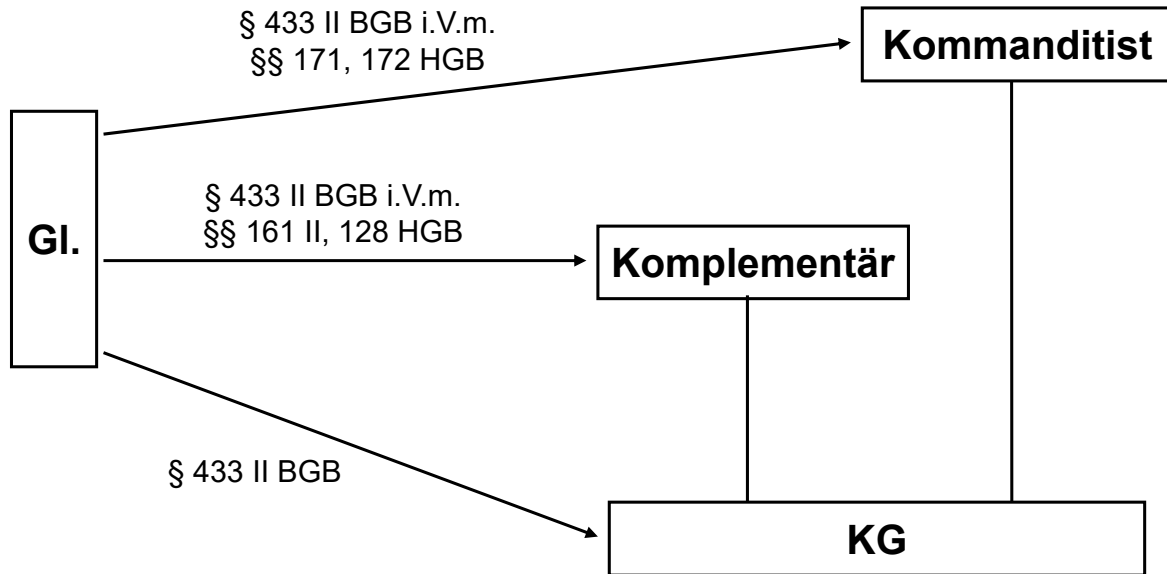 § 433 II BGB i.V.m.
§§ 171, 172 HGB
Kommanditist
§ 433 II BGB i.V.m.
§§ 161 II, 128 HGB
Gl.
Komplementär
§ 433 II BGB
KG